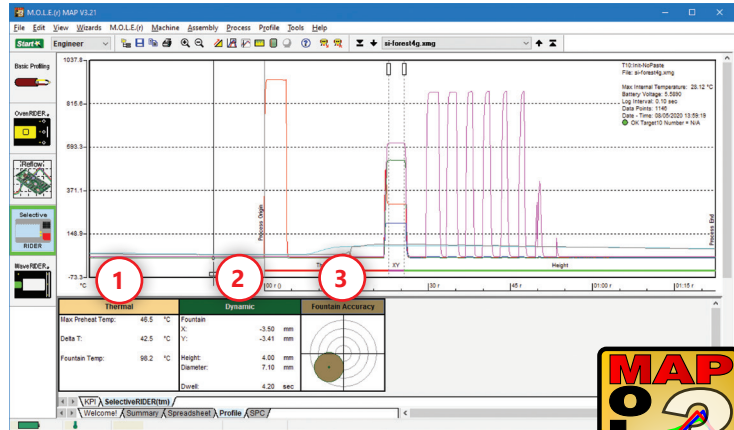 M.O.L.E.(r) MAP V3.21
File Edit View Wizards M.O.L.E.(r) Machine Assembly Process Profile Tools Help
Start Engineer si-forest4g.xmg
Basic Profiling
OvenRIDER
Reflow
Selective
RIDER
WaveRIDER
1037.8
815.6
593.3
371.1
148.9
-73.3
°C
T10:Init-NoPaste
File: si-forest4g.xmg
Max Internal Temperature: 28.12 °C
Battery Voltage: 5.5890
Log Interval: 0.10 sec
Data Points: 1146
Date - Time: 08/05/2020 13:59:19
OK Target10 Number = N/A
Process Origin
Process End
XY Height
00 r 0 30 r 45 r 01:00 r 01:15 r
1 2 3
Thermal
Max Preheat Temp: 46.5 °C
Delta T: 42.5 °C
Fountain Temp: 98.2 °C
Dynamic
Fountain
X: -3.50 mm
Y: -3.41 mm
Height: 4.00 mm
Diameter: 7.10 mm
Dwell: 4.20 sec
Fountain Accuracy
KPI SelectiveRIDER(tm)
Welcome! Summary Spreadsheet Profile SPC
MAP